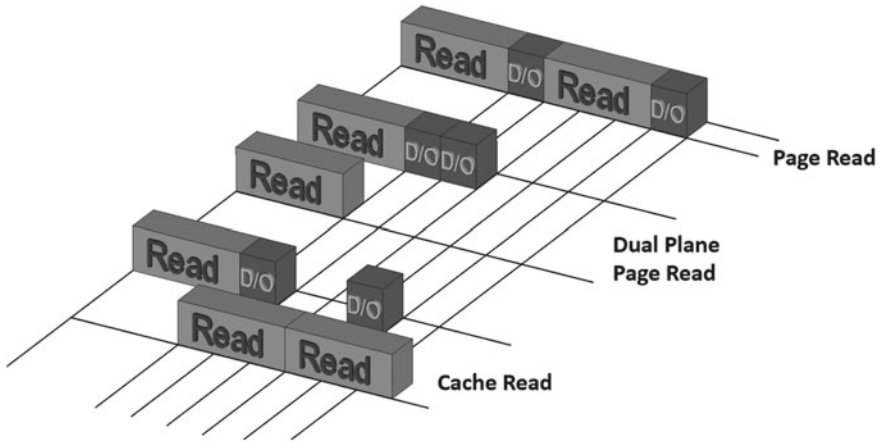 Read D/O Read D/O
Page Read
Read D/O D/O
Read
Dual Plane
Page Read
Read D/O
D/O
Read Read
Cache Read